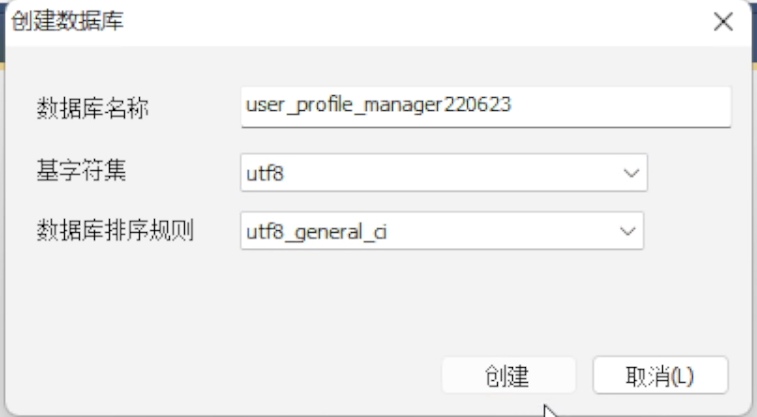 创建数据库
数据库名称 user_profile_manager220623
基字符集 utf8
数据库排序规则 utf8_general_ci
创建 取消(L)